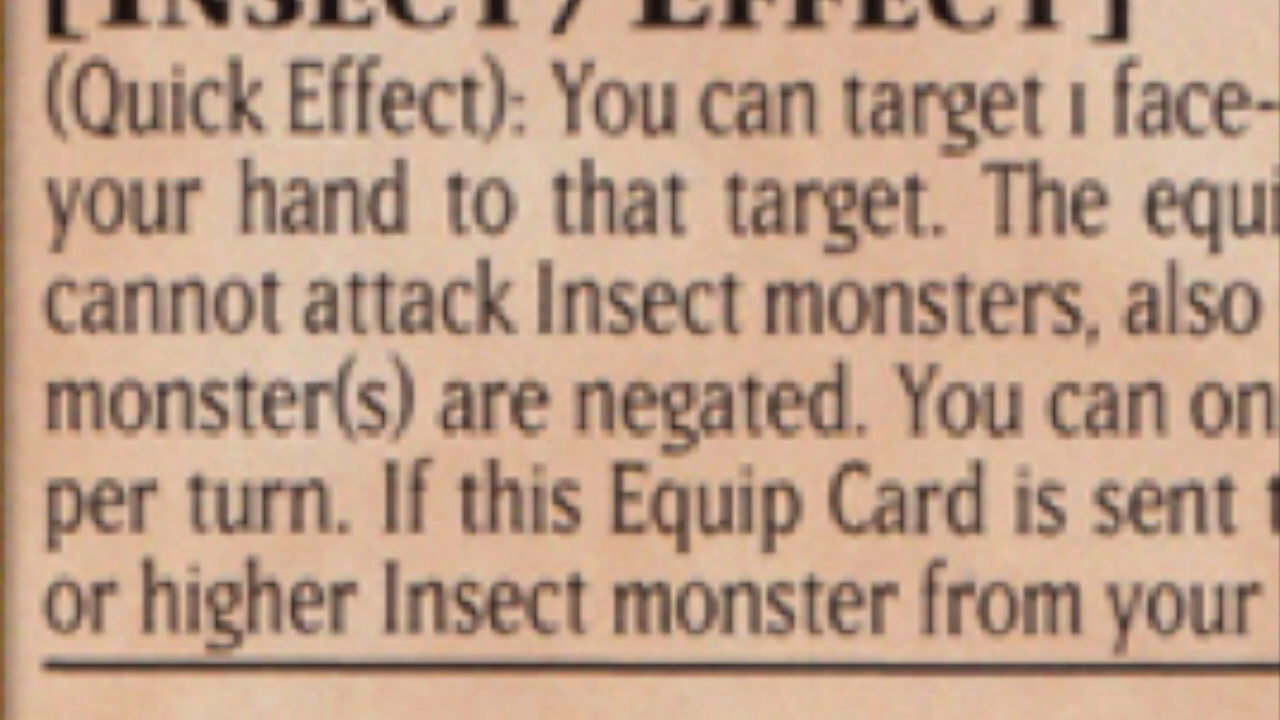 [INSECT / EFFECT]
(Quick Effect): You can target 1 face-
your hand to that target. The equi
cannot attack Insect monsters, also
monster(s) are negated. You can on
per turn. If this Equip Card is sent t
or higher Insect monster from your